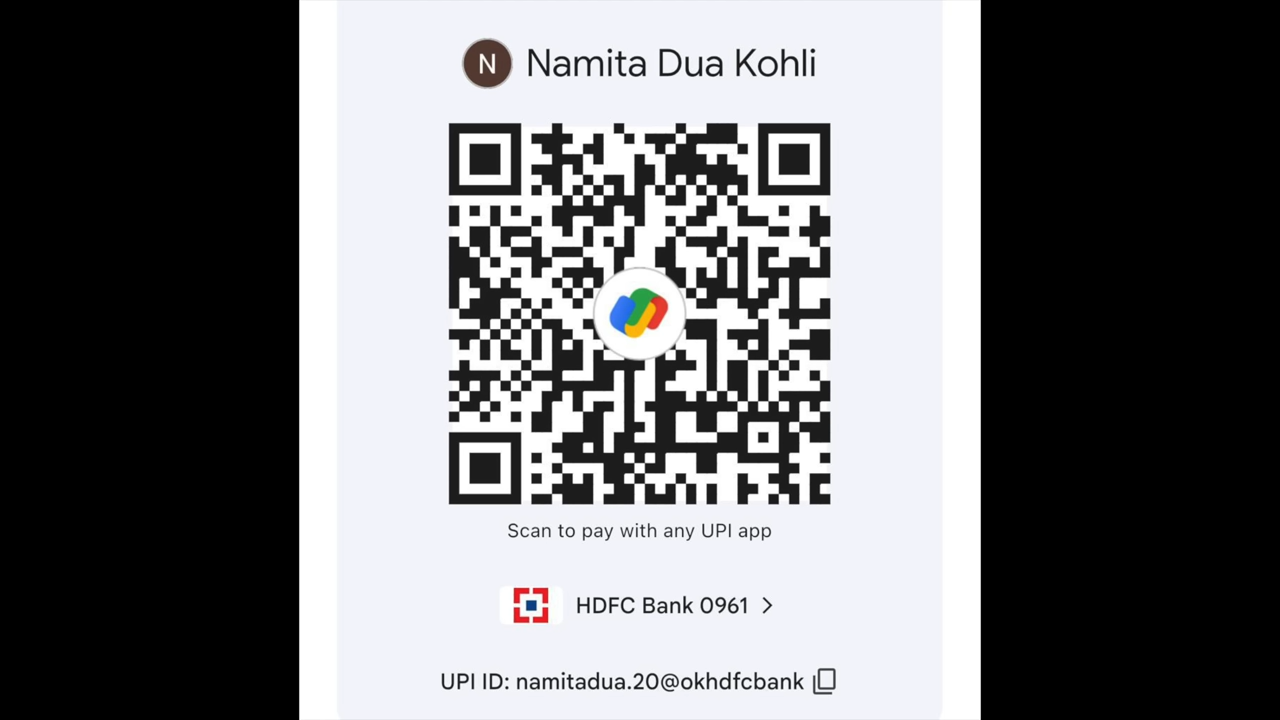 N Namita Dua Kohli
Scan to pay with any UPI app
HDFC Bank 0961
UPI ID: namitadua.20@okhdfcbank